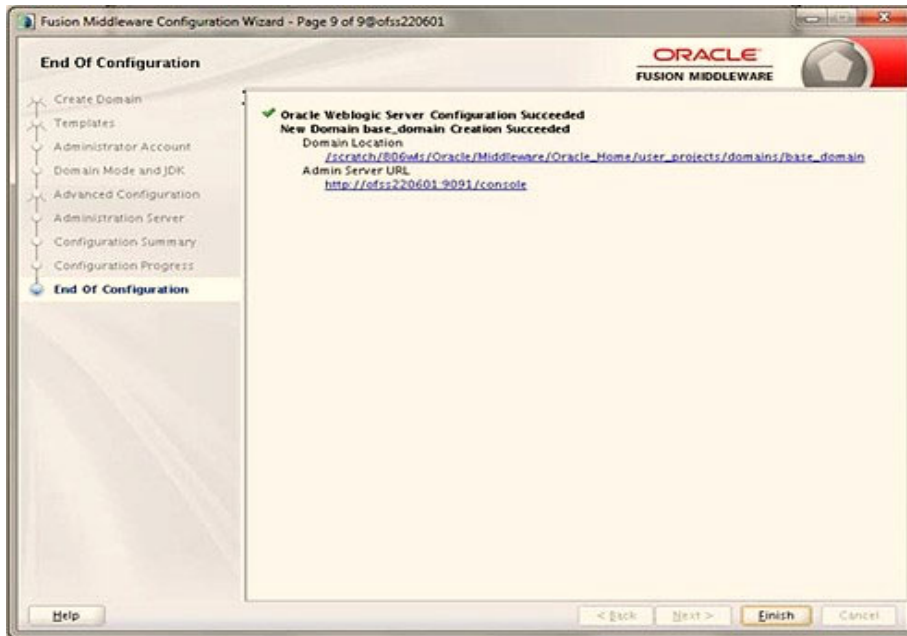 Fusion Middleware Configuration Wizard - Page 9 of 9@ofss220601
End Of Configuration
ORACLE
FUSION MIDDLEWARE
Create Domain
Templates
Administrator Account
Domain Mode and JDK
Advanced Configuration
Administration Server
Configuration Summary
Configuration Progress
End Of Configuration
Oracle Weblogic Server Configuration Succeeded
New Domain base_domain Creation Succeeded
Domain Location
/scratch/806wls/Oracle/Middleware/Oracle_Home/user_projects/domains/base_domain
Admin Server URL
http://ofss220601:9091/console
Help
< Back
Next >
Finish
Cancel